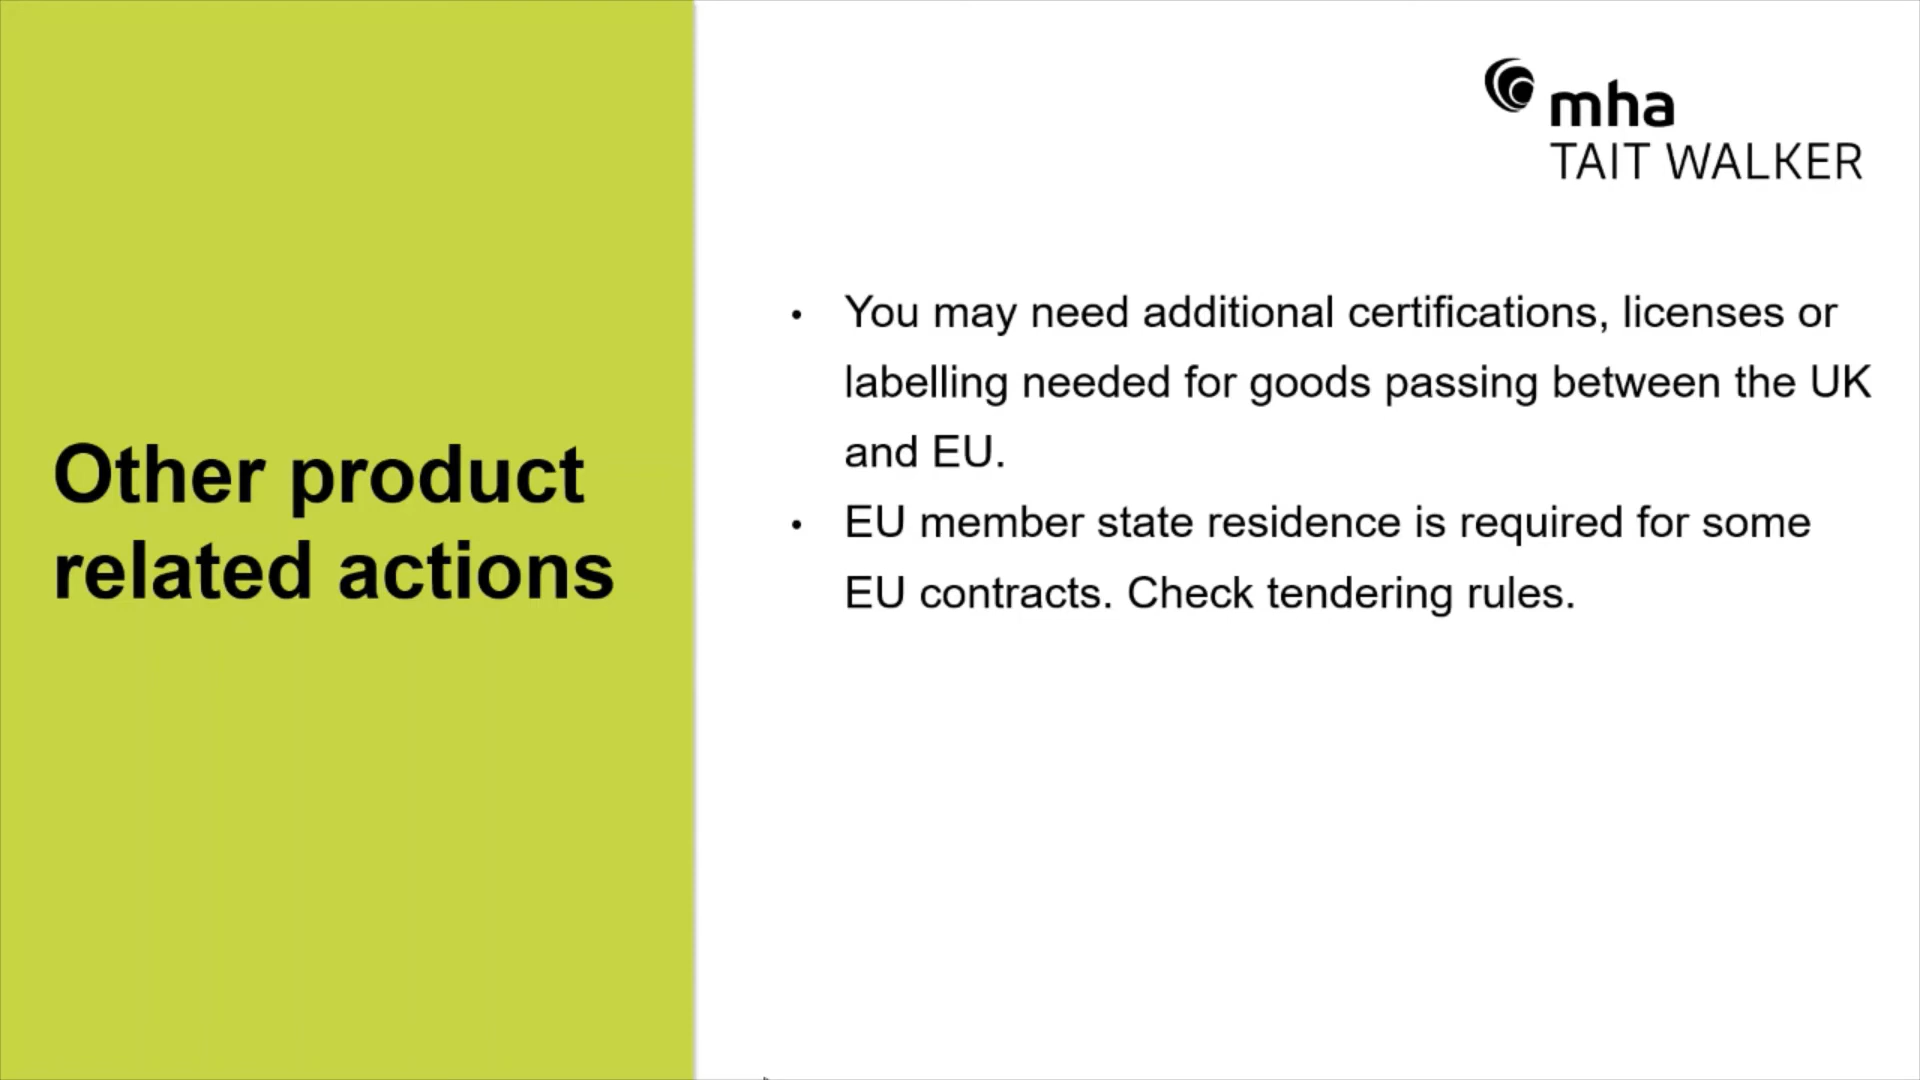 mha
TAIT WALKER
Other product
related actions
• You may need additional certifications, licenses or
labelling needed for goods passing between the UK
and EU.
• EU member state residence is required for some
EU contracts. Check tendering rules.